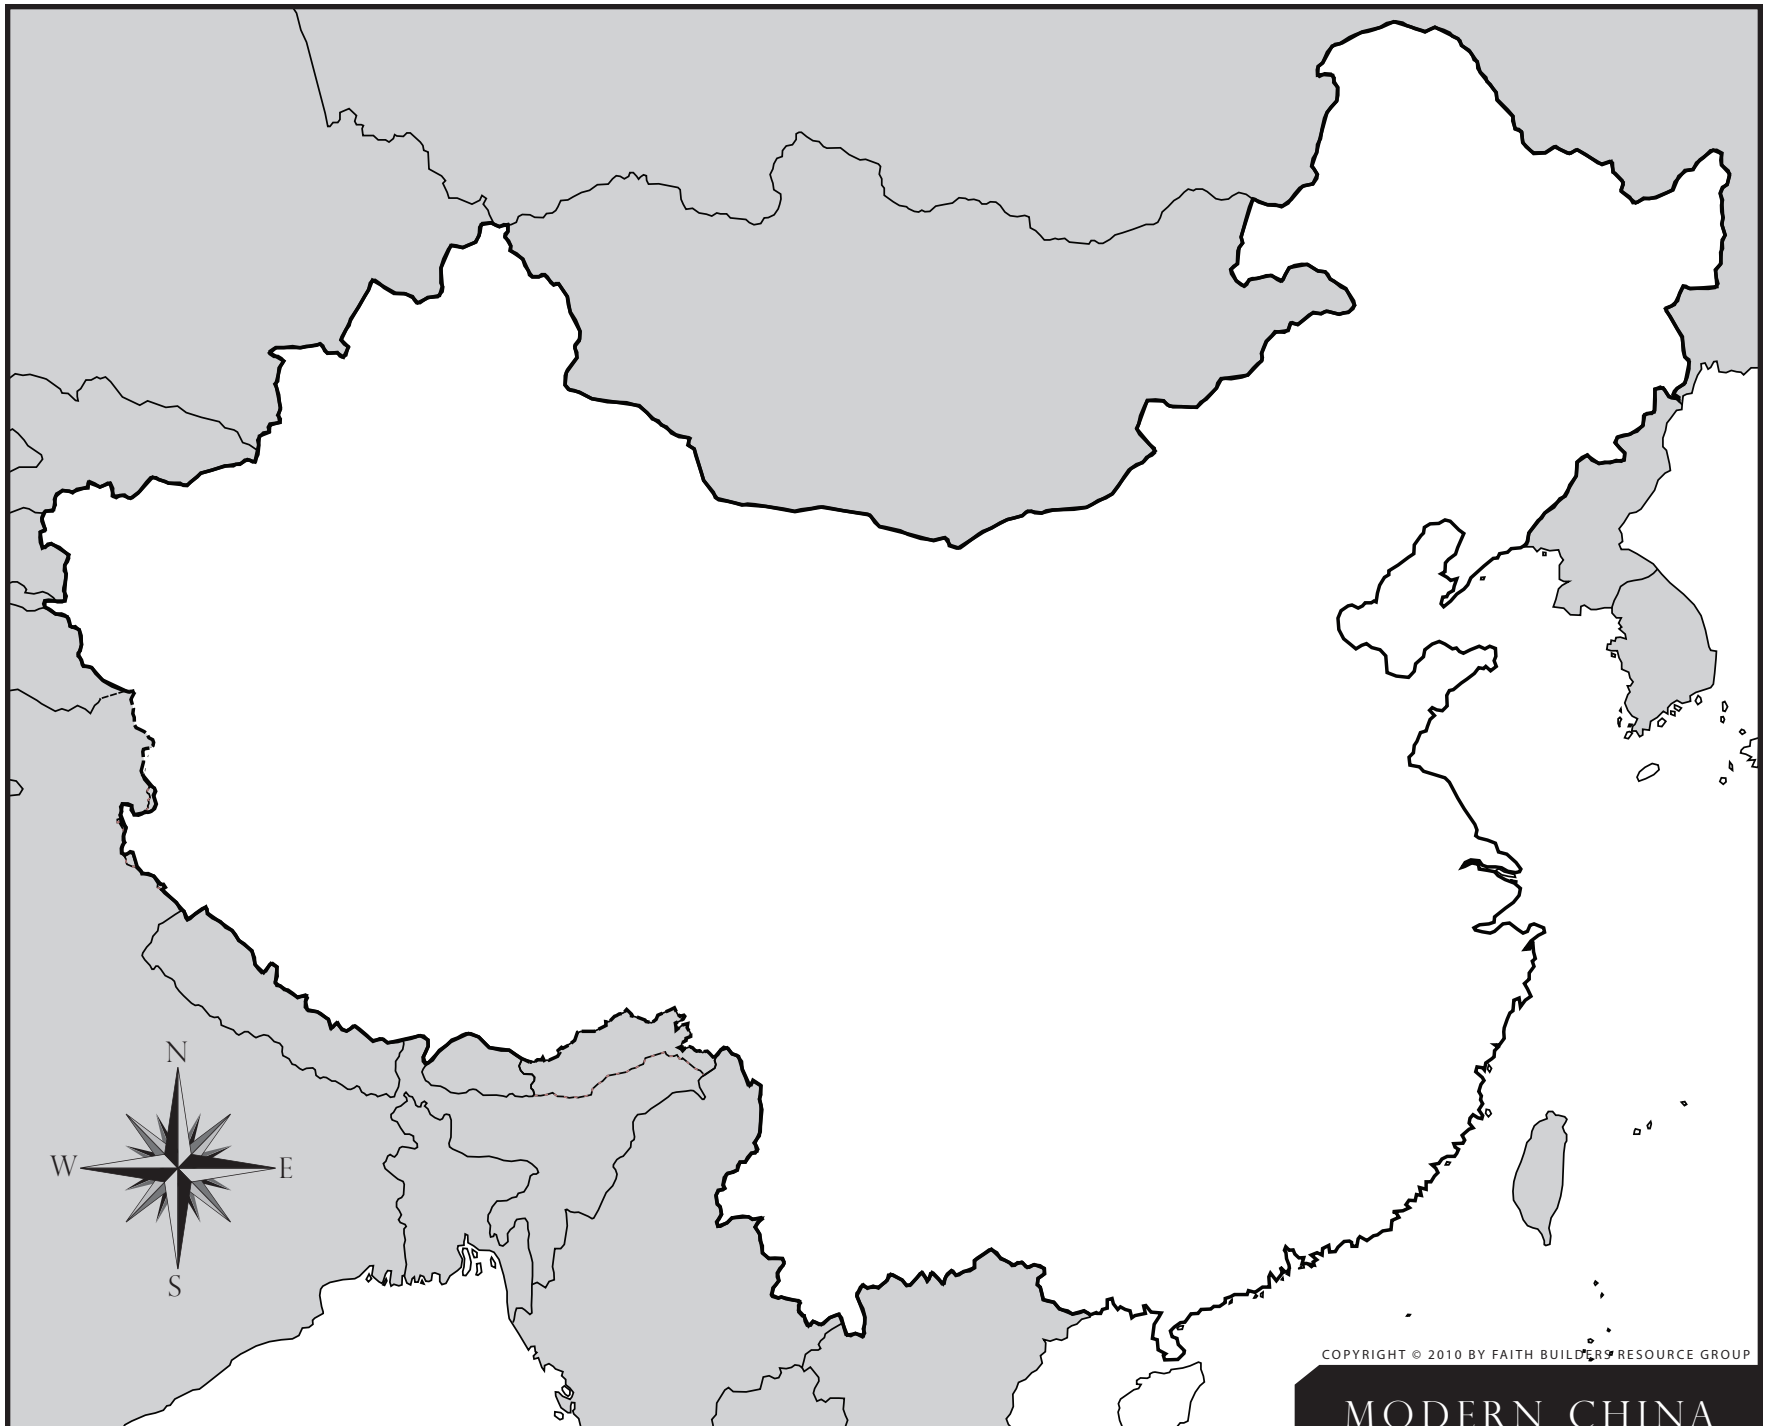 N
W E
S
COPYRIGHT © 2010 BY FAITH BUILDERS RESOURCE GROUP
MODERN CHINA